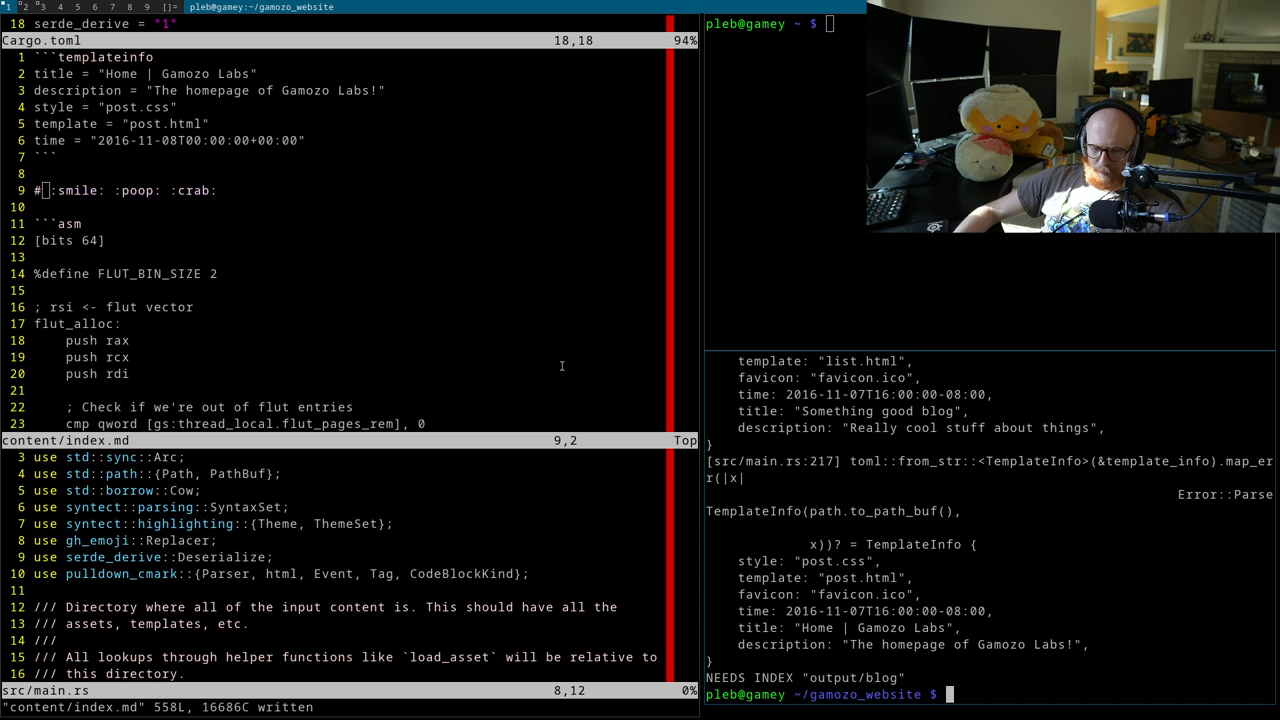 1 2 3 4 5 6 7 8 9 []= pleb@gamey:~/gamozo_website
18 serde_derive = "1"
Cargo.toml 18,18 94%
1 ```templateinfo
2 title = "Home | Gamozo Labs"
3 description = "The homepage of Gamozo Labs!"
4 style = "post.css"
5 template = "post.html"
6 time = "2016-11-08T00:00:00+00:00"
7 ```
8
9 # :smile: :poop: :crab:
10
11 ```asm
12 [bits 64]
13
14 %define FLUT_BIN_SIZE 2
15
16 ; rsi <- flut vector
17 flut_alloc:
18 push rax
19 push rcx
20 push rdi
21
22 ; Check if we're out of flut entries
23 cmp qword [gs:thread_local.flut_pages_rem], 0
content/index.md 9,2 Top
3 use std::sync::Arc;
4 use std::path::{Path, PathBuf};
5 use std::borrow::Cow;
6 use syntect::parsing::SyntaxSet;
7 use syntect::highlighting::{Theme, ThemeSet};
8 use gh_emoji::Replacer;
9 use serde_derive::Deserialize;
10 use pulldown_cmark::{Parser, html, Event, Tag, CodeBlockKind};
11
12 /// Directory where all of the input content is. This should have all the
13 /// assets, templates, etc.
14 ///
15 /// All lookups through helper functions like `load_asset` will be relative to
16 /// this directory.
src/main.rs 8,12 0%
"content/index.md" 558L, 16686C written
pleb@gamey ~ $
template: "list.html",
favicon: "favicon.ico",
time: 2016-11-07T16:00:00-08:00,
title: "Something good blog",
description: "Really cool stuff about things",
}
[src/main.rs:217] toml::from_str::<TemplateInfo>(&template_info).map_er
r(|x|
Error::Parse
TemplateInfo(path.to_path_buf(),
x))? = TemplateInfo {
style: "post.css",
template: "post.html",
favicon: "favicon.ico",
time: 2016-11-07T16:00:00-08:00,
title: "Home | Gamozo Labs",
description: "The homepage of Gamozo Labs!",
}
NEEDS INDEX "output/blog"
pleb@gamey ~/gamozo_website $